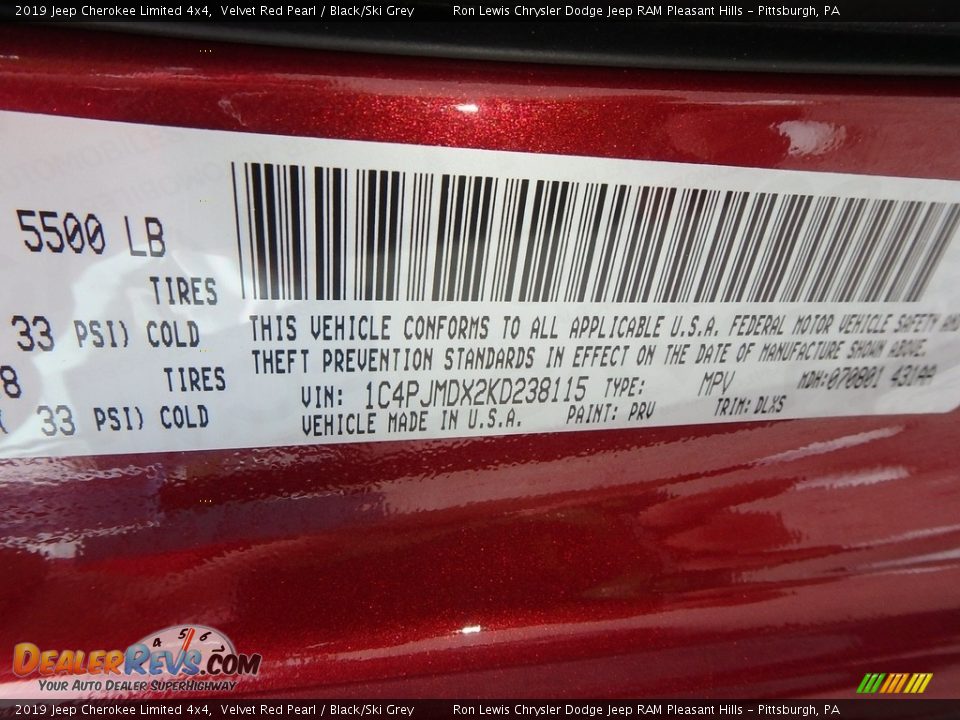 2019 Jeep Cherokee Limited 4x4, Velvet Red Pearl / Black/Ski Grey Ron Lewis Chrysler Dodge Jeep RAM Pleasant Hills - Pittsburgh, PA
5500 LB
TIRES
33 PSI) COLD
8 TIRES
( 33 PSI) COLD
THIS VEHICLE CONFORMS TO ALL APPLICABLE U.S.A. FEDERAL MOTOR VEHICLE SAFETY AND
THEFT PREVENTION STANDARDS IN EFFECT ON THE DATE OF MANUFACTURE SHOWN ABOVE.
VIN: 1C4PJMDX2KD238115 TYPE: MPV MDH:070801 431AA
VEHICLE MADE IN U.S.A. PAINT: PRV TRIM: DLXS
4 5 6
DealerRevs.com
Your Auto Dealer SuperHighway
2019 Jeep Cherokee Limited 4x4, Velvet Red Pearl / Black/Ski Grey Ron Lewis Chrysler Dodge Jeep RAM Pleasant Hills - Pittsburgh, PA